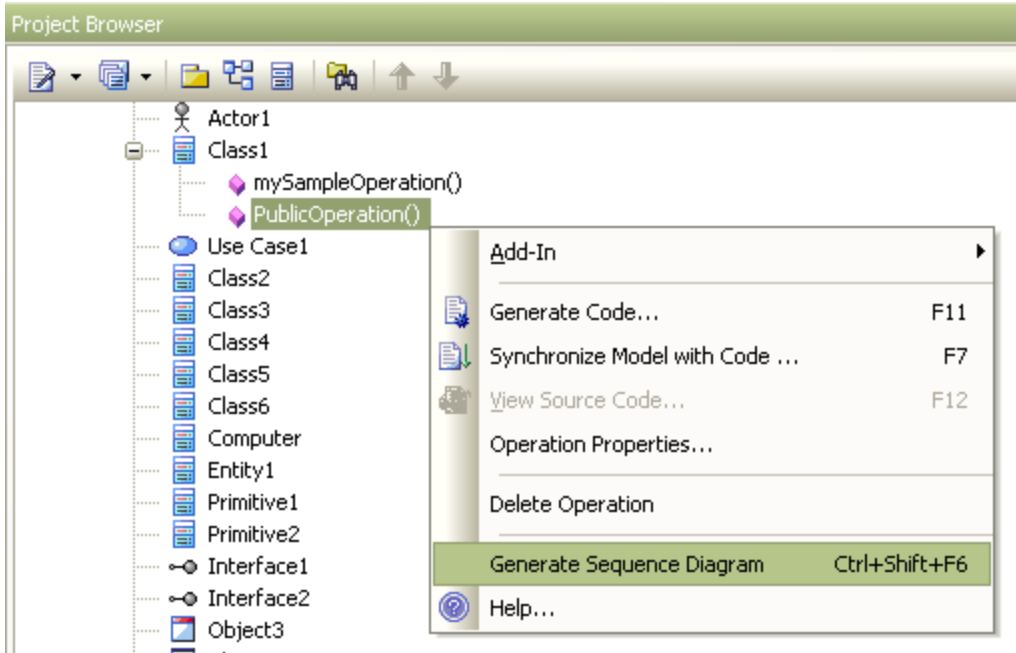 Project Browser
Actor1
Class1
mySampleOperation()
PublicOperation()
Use Case1
Class2
Class3
Class4
Class5
Class6
Computer
Entity1
Primitive1
Primitive2
Interface1
Interface2
Object3
Add-In
Generate Code... F11
Synchronize Model with Code ... F7
View Source Code... F12
Operation Properties...
Delete Operation
Generate Sequence Diagram Ctrl+Shift+F6
Help...